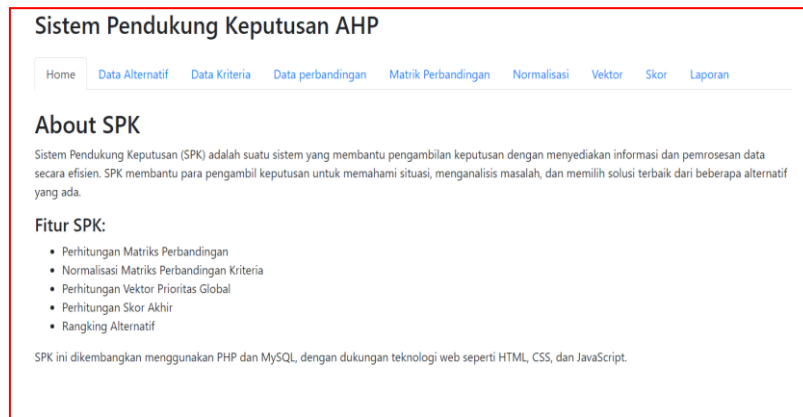 Sistem Pendukung Keputusan AHP
Home Data Alternatif Data Kriteria Data perbandingan Matrik Perbandingan Normalisasi Vektor Skor Laporan
About SPK
Sistem Pendukung Keputusan (SPK) adalah suatu sistem yang membantu pengambilan keputusan dengan menyediakan informasi dan pemrosesan data
secara efisien. SPK membantu para pengambil keputusan untuk memahami situasi, menganalisis masalah, dan memilih solusi terbaik dari beberapa alternatif
yang ada.
Fitur SPK:
• Perhitungan Matriks Perbandingan
• Normalisasi Matriks Perbandingan Kriteria
• Perhitungan Vektor Prioritas Global
• Perhitungan Skor Akhir
• Rangking Alternatif
SPK ini dikembangkan menggunakan PHP dan MySQL, dengan dukungan teknologi web seperti HTML, CSS, dan JavaScript.